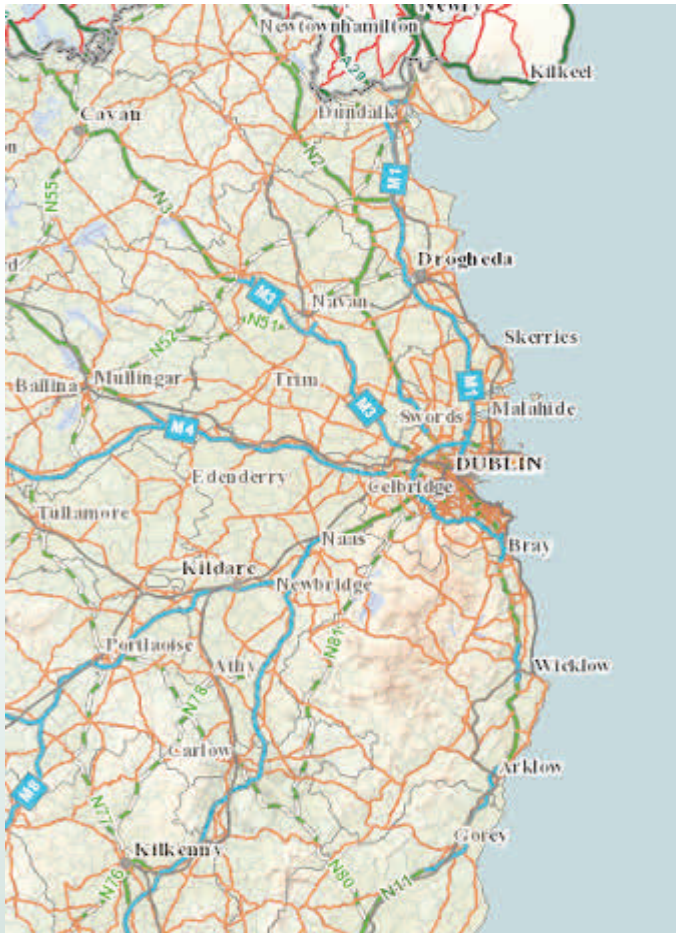 Newry
Newtownhamilton
A29
Kilkeel
Cavan
Dundalk
N2
N55
M1
N3
Drogheda
M3
Navan
N51
N52
Skerries
Ballina
Mullingar
Trim
M1
M3
Swords
Malahide
M4
DUBLIN
Edenderry
Celbridge
Tullamore
Naas
Bray
Kildare
Newbridge
N81
Portlaoise
Athy
Wicklow
N78
Carlow
Arklow
M8
N77
Gorey
Kilkenny
N76
N80
N11